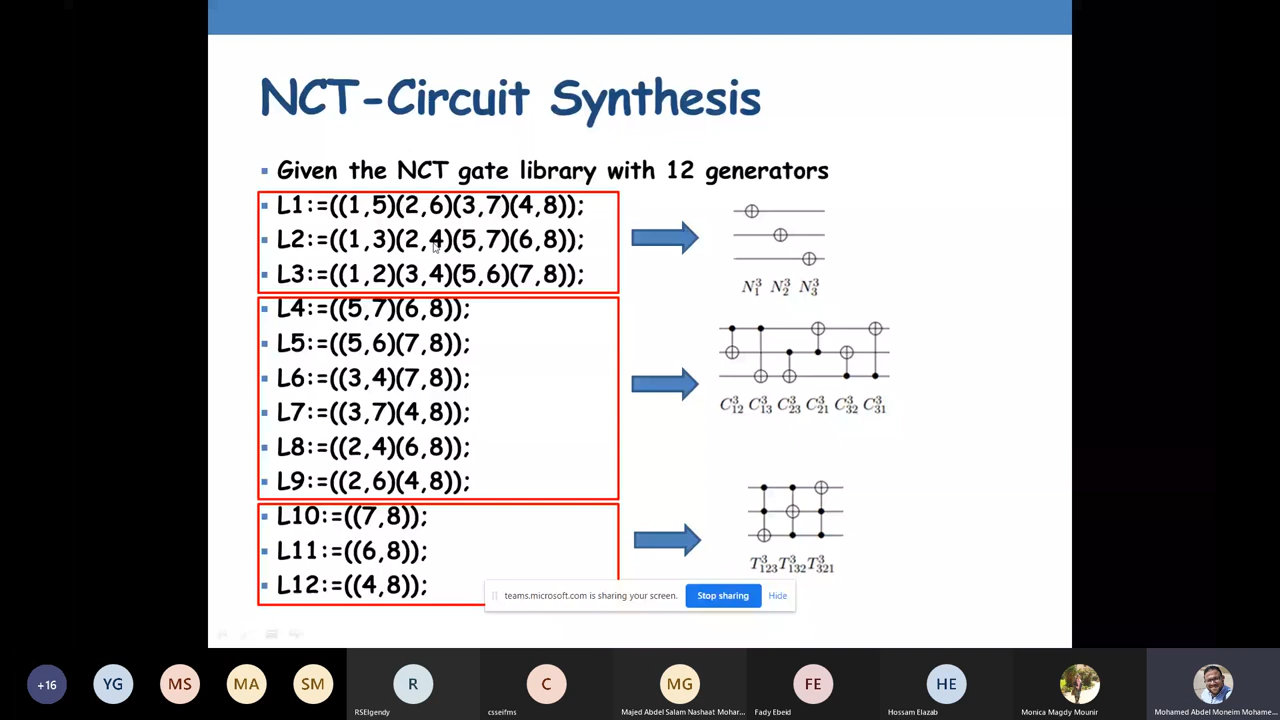 NCT-Circuit Synthesis
Given the NCT gate library with 12 generators
L1:=((1,5)(2,6)(3,7)(4,8));
L2:=((1,3)(2,4)(5,7)(6,8));
L3:=((1,2)(3,4)(5,6)(7,8));
N³₁ N³₂ N³₃
L4:=((5,7)(6,8));
L5:=((5,6)(7,8));
L6:=((3,4)(7,8));
L7:=((3,7)(4,8));
L8:=((2,4)(6,8));
L9:=((2,6)(4,8));
C³₁₂ C³₁₃ C³₂₃ C³₂₁ C³₃₂ C³₃₁
L10:=((7,8));
L11:=((6,8));
L12:=((4,8));
T³₁₂₃ T³₁₃₂ T³₃₂₁
teams.microsoft.com is sharing your screen. Stop sharing Hide
+16 YG MS MA SM R C MG FE HE
RSElgendy csseifms Majed Abdel Salam Nashaat Mohar... Fady Ebeid Hossam Elazab Monica Magdy Mounir Mohamed Abdel Moneim Mohame...